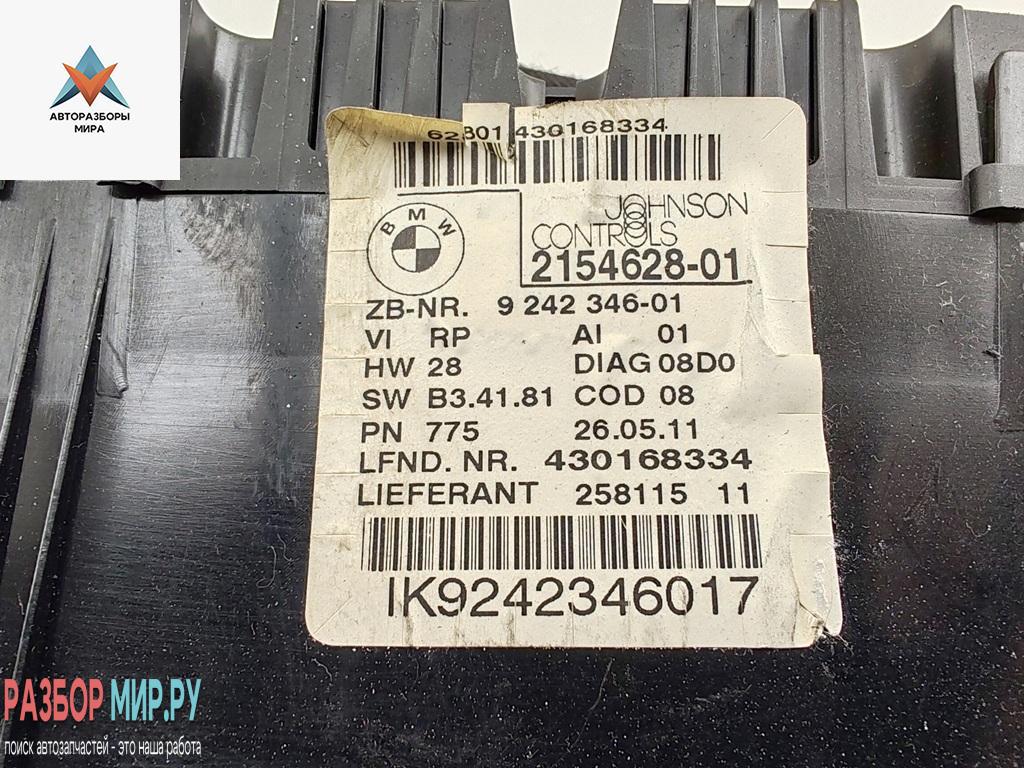 АВТОРАЗБОРЫ
МИРА
62801430168334
BMW
JOHNSON
CONTROLS
2154628-01
ZB-NR. 9 242 346-01
VI RP AI 01
HW 28 DIAG 08D0
SW B3.41.81 COD 08
PN 775 26.05.11
LFND. NR. 430168334
LIEFERANT 258115 11
IK9242346017
РАЗБОР МИР.РУ
поиск автозапчастей - это наша работа